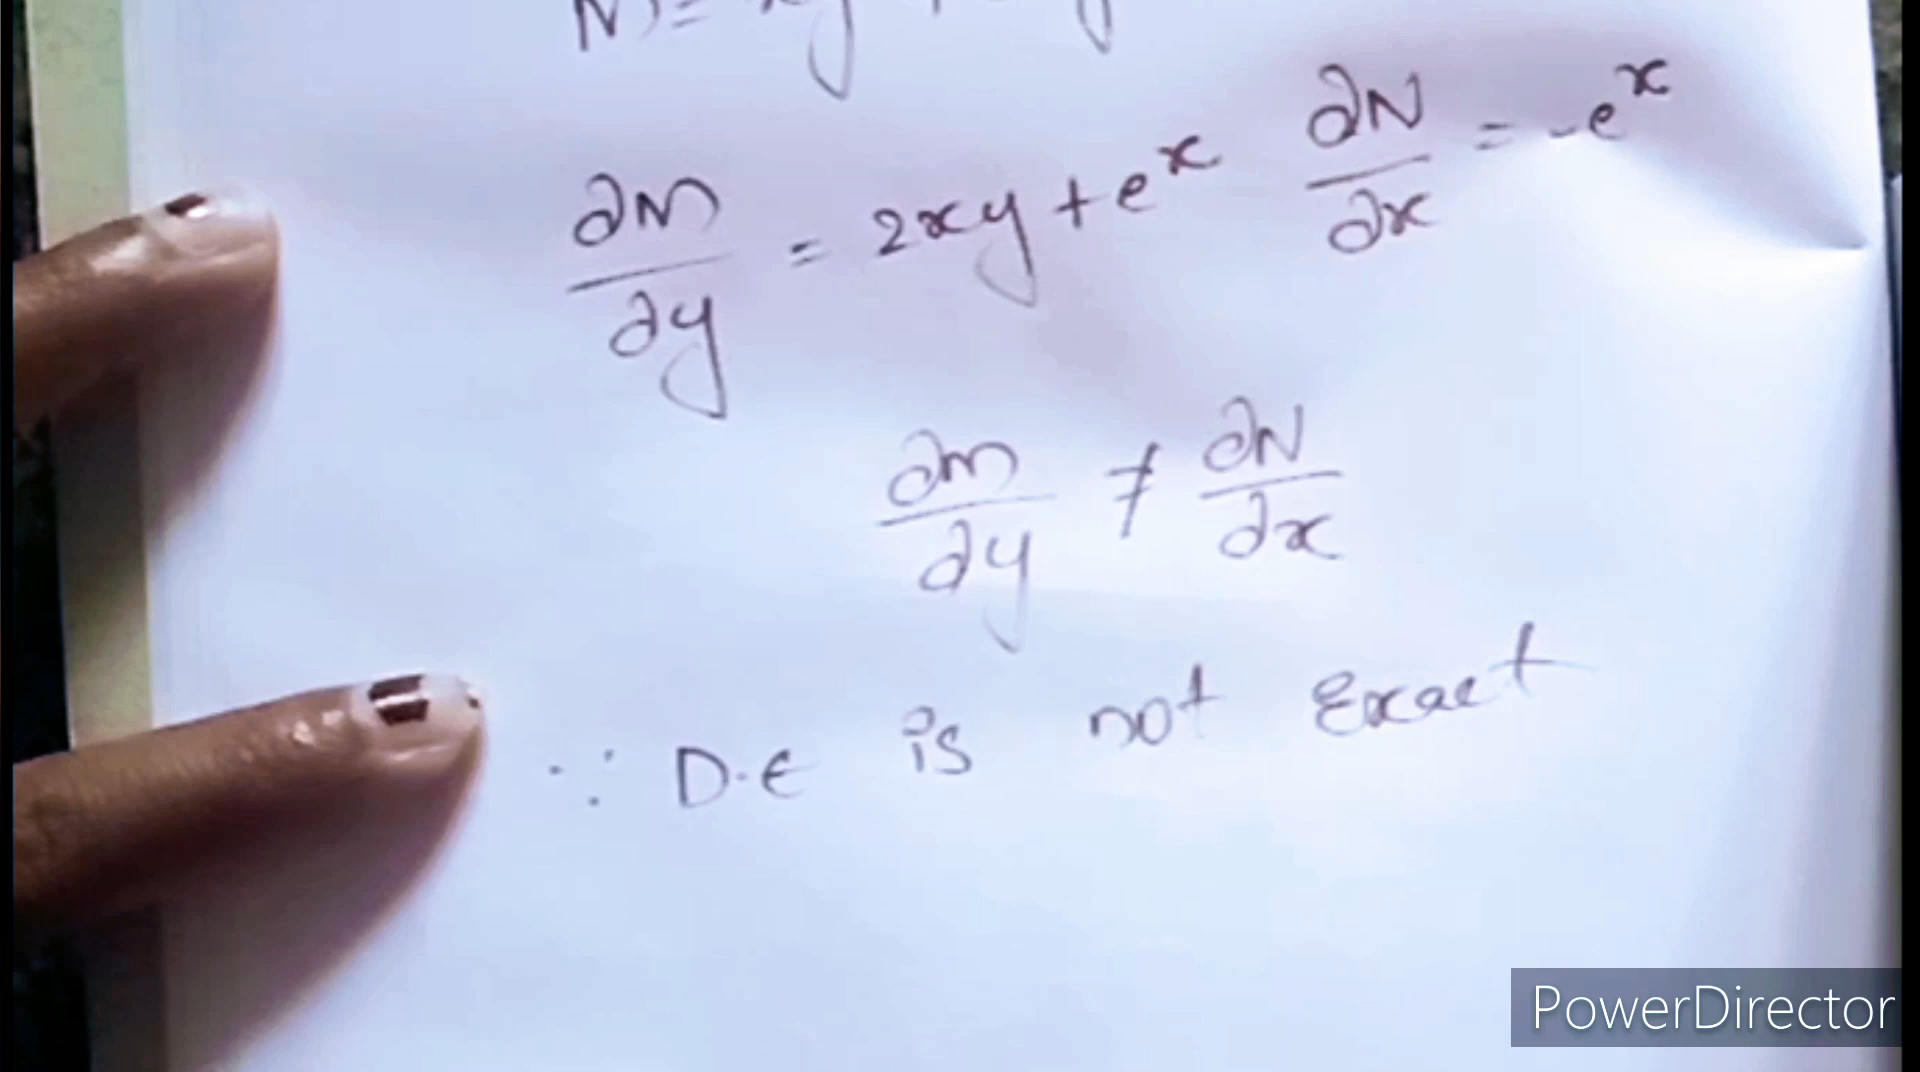 ∂m/∂y = 2xy + e^x ∂N/∂x = -e^x
∂m/∂y ≠ ∂N/∂x
∵ D.E is not Exact
PowerDirector